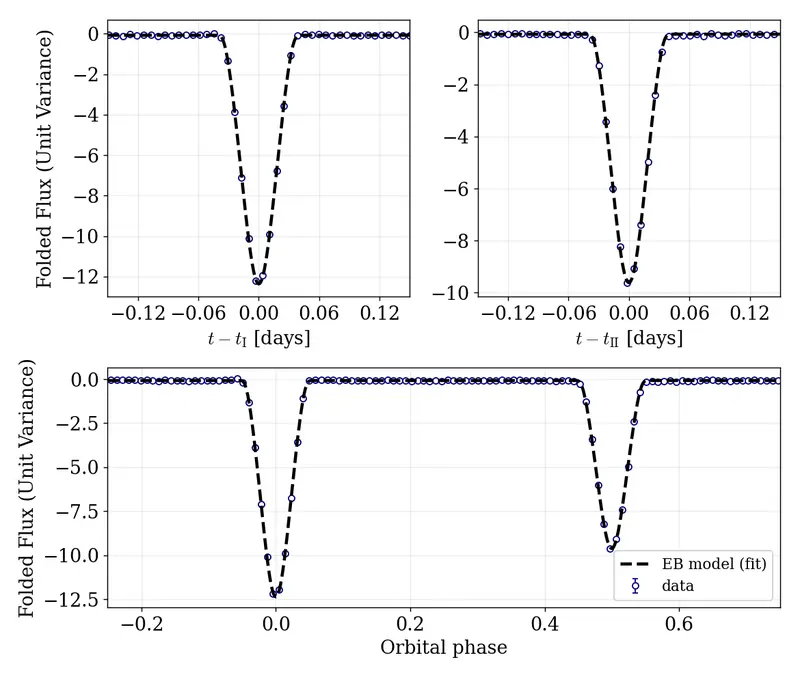 Folded Flux (Unit Variance)
0
−2
−4
−6
−8
−10
−12
−0.12 −0.06 0.00 0.06 0.12
t − tI [days]
0
−2
−4
−6
−8
−10
−0.12 −0.06 0.00 0.06 0.12
t − tII [days]
Folded Flux (Unit Variance)
0.0
−2.5
−5.0
−7.5
−10.0
−12.5
−0.2 0.0 0.2 0.4 0.6
Orbital phase
EB model (fit)
data